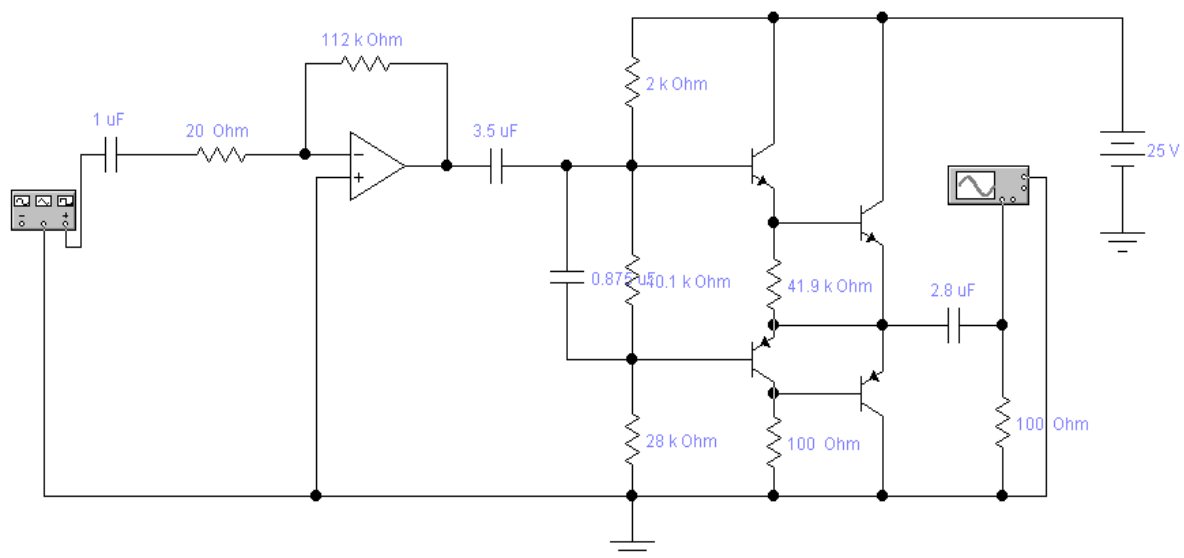 112 k Ohm
2 k Ohm
1 uF
20 Ohm
3.5 uF
25 V
−
+
− +
0.875 uF
40.1 k Ohm
41.9 k Ohm
2.8 uF
28 k Ohm
100 Ohm
100 Ohm